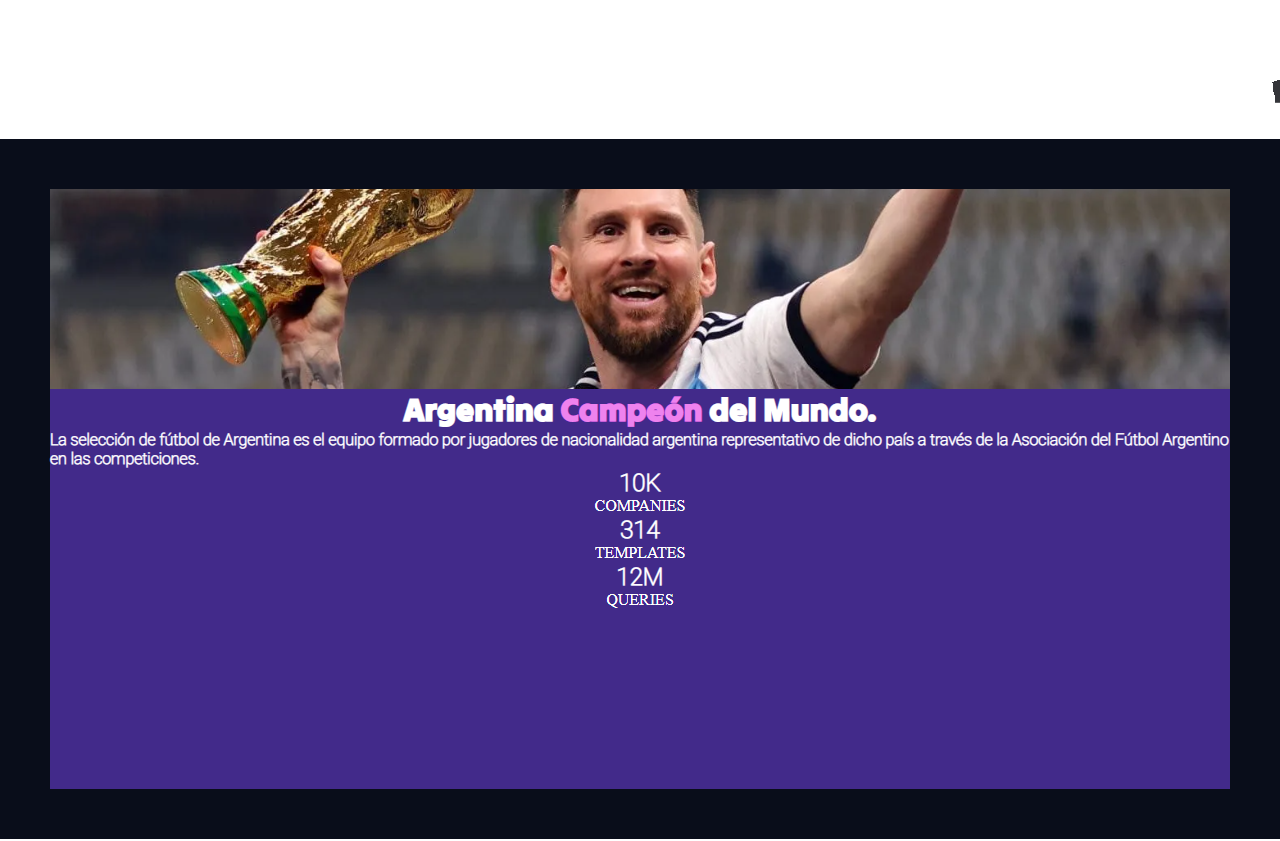 Argentina Campeón del Mundo.
La selección de fútbol de Argentina es el equipo formado por jugadores de nacionalidad argentina representativo de dicho país a través de la Asociación del Fútbol Argentino
en las competiciones.
10K
COMPANIES
314
TEMPLATES
12M
QUERIES